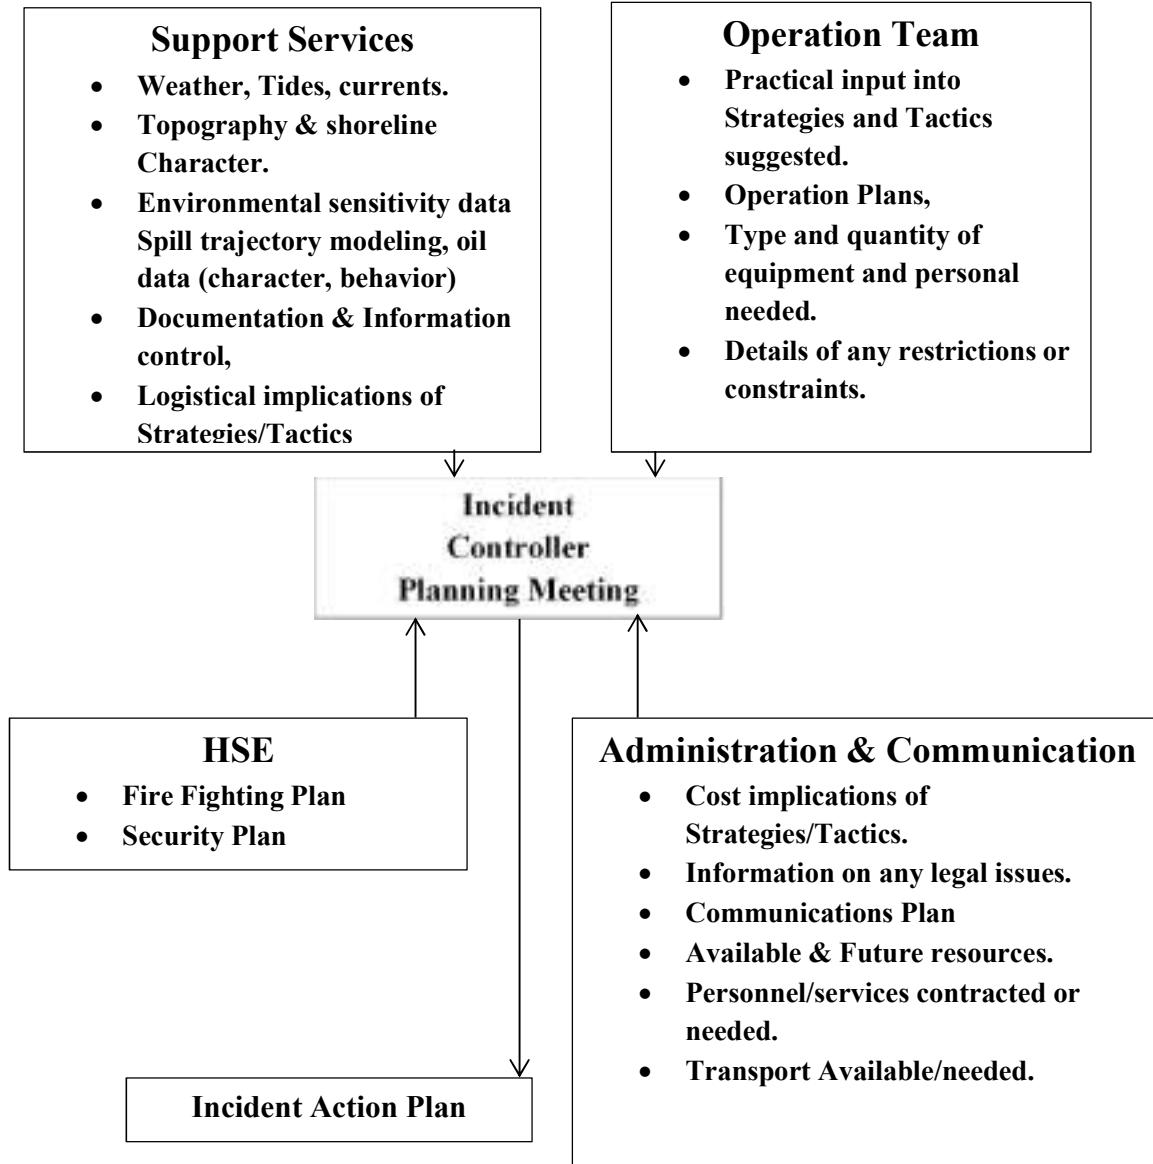 Support Services
• Weather, Tides, currents.
• Topography & shoreline
Character.
• Environmental sensitivity data
Spill trajectory modeling, oil
data (character, behavior)
• Documentation & Information
control,
• Logistical implications of
Strategies/Tactics
Operation Team
• Practical input into
Strategies and Tactics
suggested.
• Operation Plans,
• Type and quantity of
equipment and personal
needed.
• Details of any restrictions or
constraints.
Incident
Controller
Planning Meeting
HSE
• Fire Fighting Plan
• Security Plan
Administration & Communication
• Cost implications of
Strategies/Tactics.
• Information on any legal issues.
• Communications Plan
• Available & Future resources.
• Personnel/services contracted or
needed.
• Transport Available/needed.
Incident Action Plan